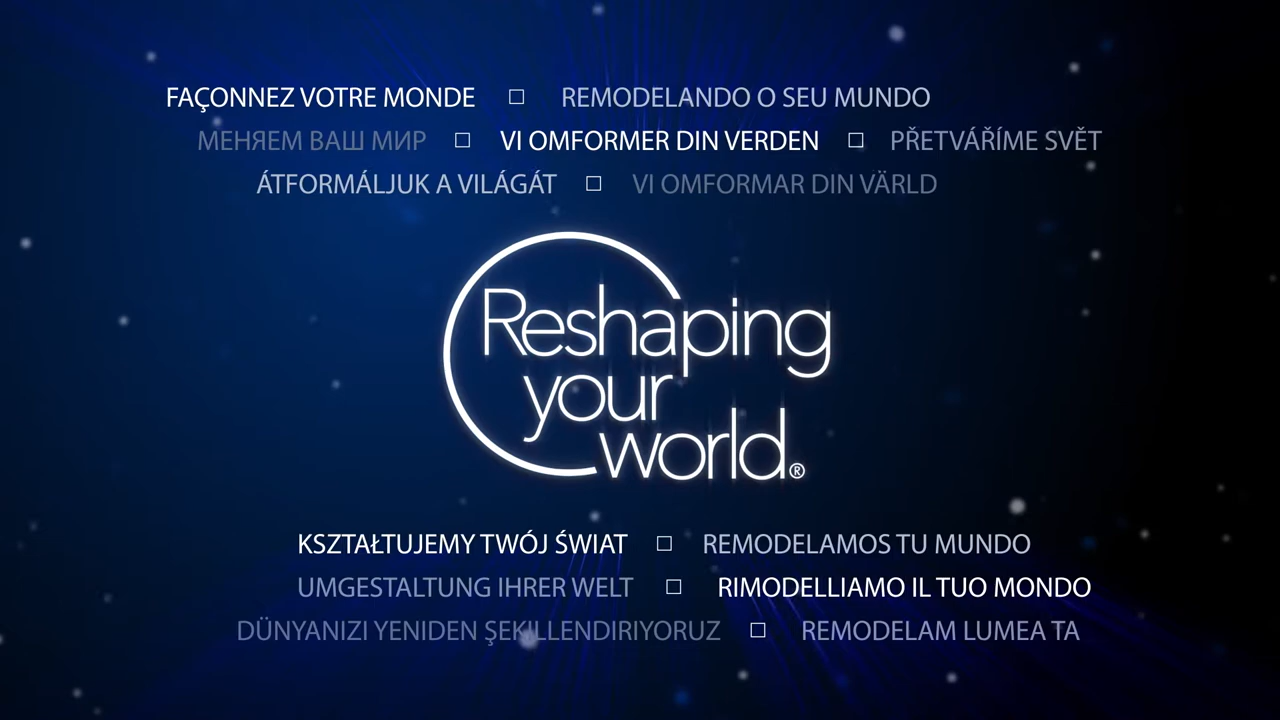 FAÇONNEZ VOTRE MONDE □ REMODELANDO O SEU MUNDO
МЕНЯЕМ ВАШ МИР □ VI OMFORMER DIN VERDEN □ PŘETVÁŘÍME SVĚT
ÁTFORMÁLJUK A VILÁGÁT □ VI OMFORMAR DIN VÄRLD
Reshaping
your
world®
KSZTAŁTUJEMY TWÓJ ŚWIAT □ REMODELAMOS TU MUNDO
UMGESTALTUNG IHRER WELT □ RIMODELLIAMO IL TUO MONDO
DÜNYANIZI YENIDEN ŞEKILLENDIRIYORUZ □ REMODELAM LUMEA TA